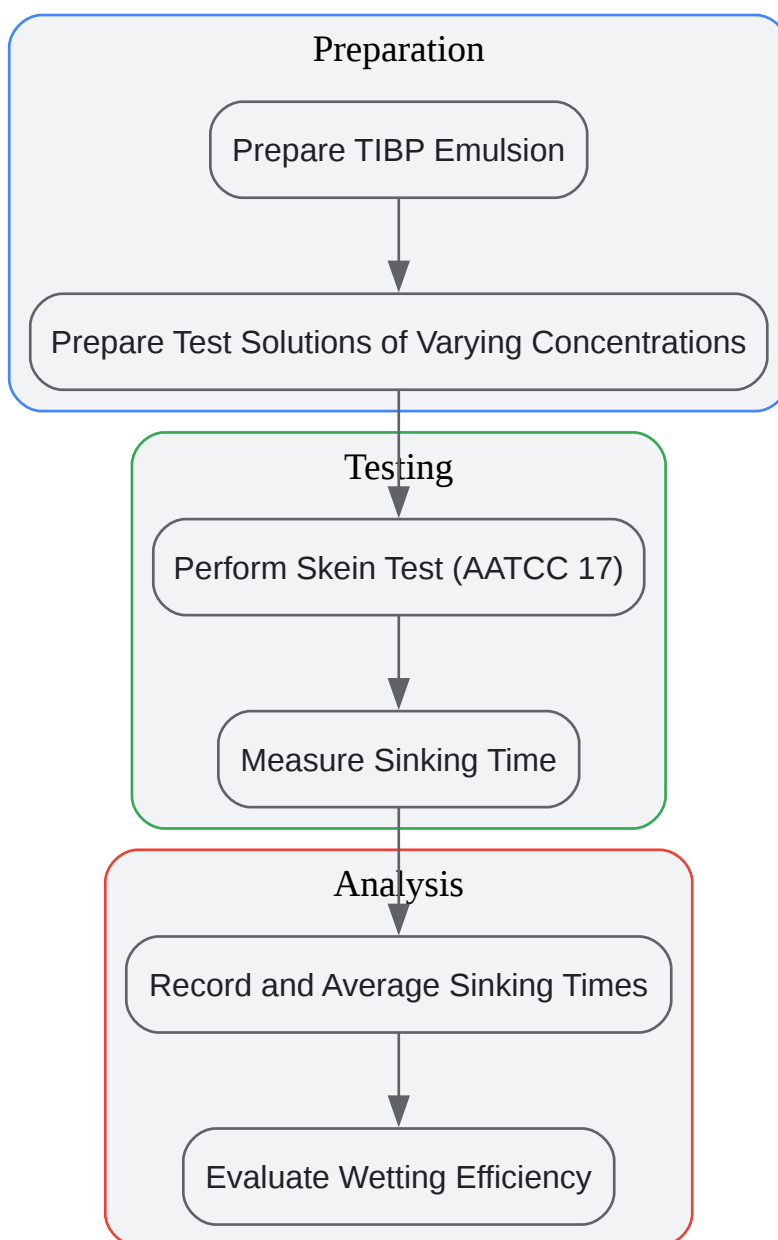 Preparation
Prepare TIBP Emulsion
Prepare Test Solutions of Varying Concentrations
Testing
Perform Skein Test (AATCC 17)
Measure Sinking Time
Analysis
Record and Average Sinking Times
Evaluate Wetting Efficiency